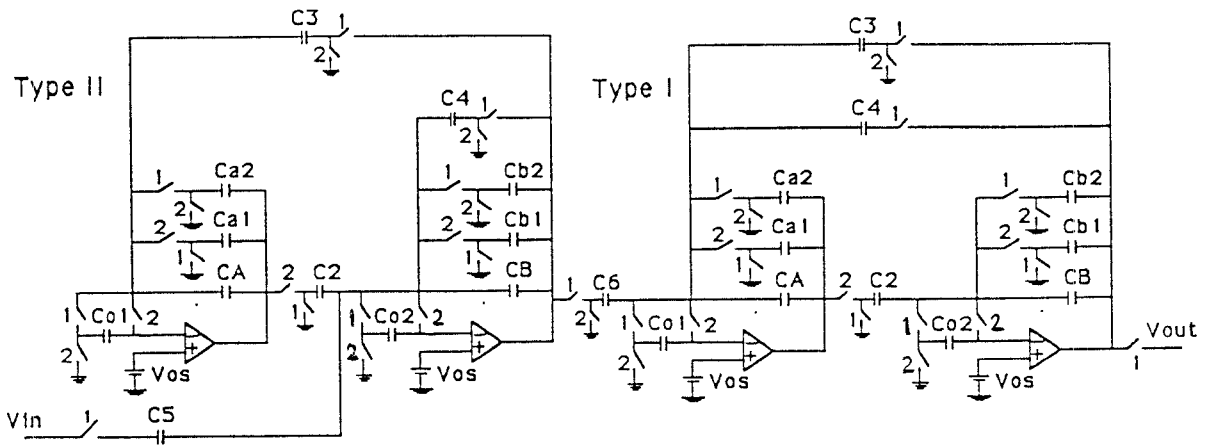 C3 1 2
C3 1 2
Type II
Type I
C4 1 2
C4 1 2
1 Ca2 2
1 Cb2 2
1 Ca2 2
1 Cb2 2
2 Ca1 1
2 Cb1 1
2 Ca1 1
2 Cb1 1
CA 2 C2 1
CB 1 C6 2
CA 2 C2 1
CB
1 Co1 2 2
1 Co2 2 2
1 Co1 2 2
1 Co2 2 2
Vos
Vos
Vos
Vos
Vout 1
Vin 1 C5